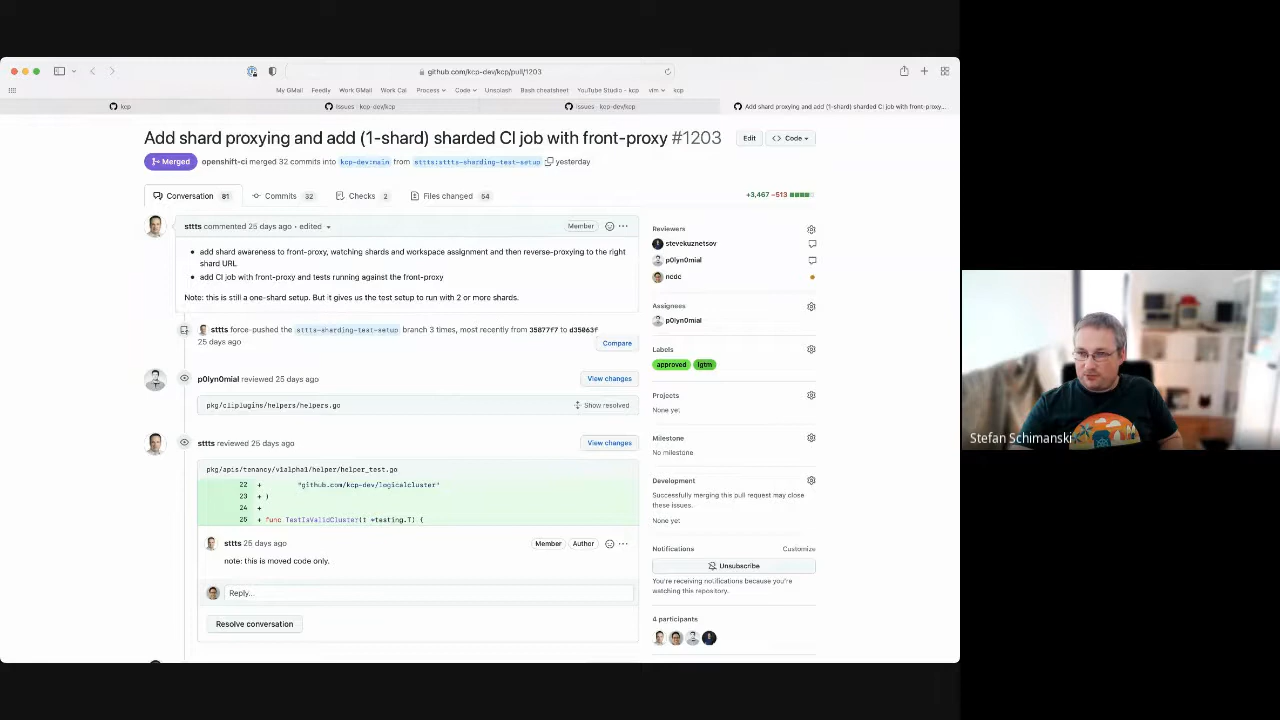 github.com/kcp-dev/kcp/pull/1203
My GMail Feedly Work GMail Work Cal Process Code Unsplash Bash cheatsheet YouTube Studio - kcp vim kcp
kcp Issues · kcp-dev/kcp Issues · kcp-dev/kcp Add shard proxying and add (1-shard) sharded CI job with front-proxy...
Add shard proxying and add (1-shard) sharded CI job with front-proxy #1203
Edit
Code
Merged openshift-ci merged 32 commits into kcp-dev:main from sttts:sttts-sharding-test-setup yesterday
Conversation 81 Commits 32 Checks 2 Files changed 54
+3,467 −513
sttts commented 25 days ago · edited
Member
• add shard awareness to front-proxy, watching shards and workspace assignment and then reverse-proxying to the right
shard URL
• add CI job with front-proxy and tests running against the front-proxy
Note: this is still a one-shard setup. But it gives us the test setup to run with 2 or more shards.
sttts force-pushed the sttts-sharding-test-setup branch 3 times, most recently from 35077f7 to d35063f
25 days ago
Compare
p0lyn0mial reviewed 25 days ago
View changes
pkg/cliplugins/helpers/helpers.go
Show resolved
sttts reviewed 25 days ago
View changes
pkg/apis/tenancy/v1alpha1/helper/helper_test.go
22 + "github.com/kcp-dev/logicalcluster"
23 + )
24 +
25 + func TestIsValidCluster(t *testing.T) {
sttts 25 days ago
Member Author
note: this is moved code only.
Reply...
Resolve conversation
Reviewers
stevekuznetsov
p0lyn0mial
ncdc
Assignees
p0lyn0mial
Labels
approved lgtm
Projects
None yet
Milestone
No milestone
Development
Successfully merging this pull request may close
these issues.
None yet
Notifications Customize
Unsubscribe
You're receiving notifications because you're
watching this repository.
4 participants
Stefan Schimanski